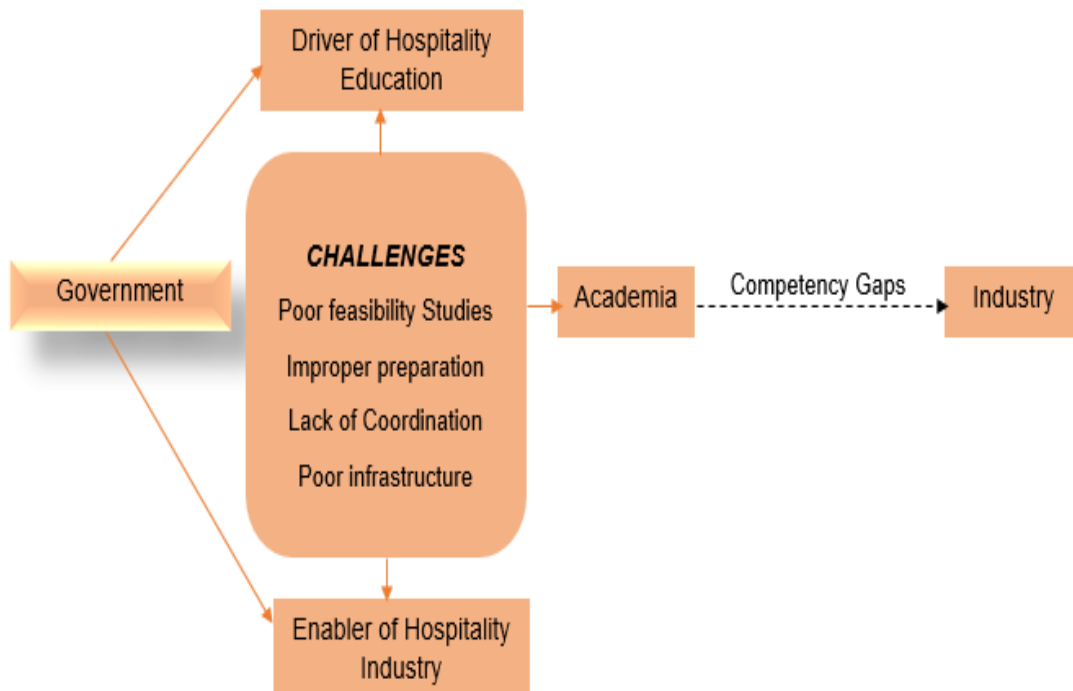 Driver of Hospitality
Education
Government
CHALLENGES
Poor feasibility Studies
Improper preparation
Lack of Coordination
Poor infrastructure
Academia
Competency Gaps
Industry
Enabler of Hospitality
Industry